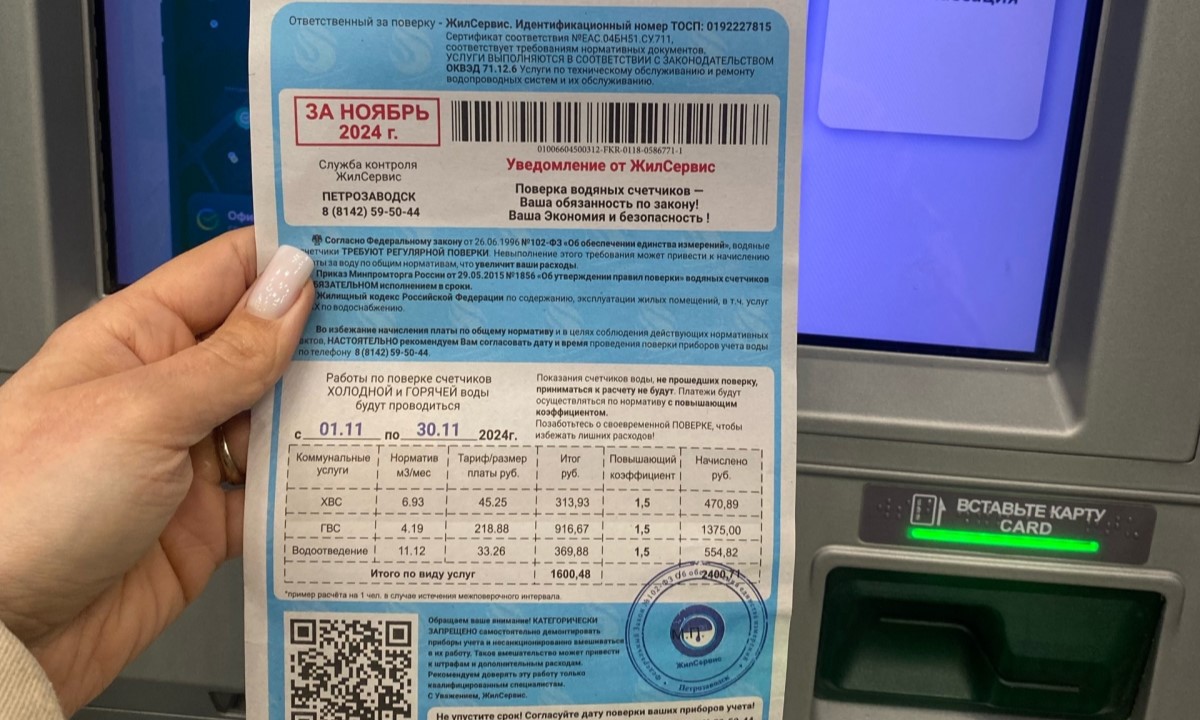 Ответственный за поверку - ЖилСервис. Идентификационный номер ТОСП: 0192227815
Сертификат соответствия №ЕАС.04БН51.СУ711,
соответствует требованиям нормативных документов.
УСЛУГИ ВЫПОЛНЯЮТСЯ В СООТВЕТСТВИИ С ЗАКОНОДАТЕЛЬСТВОМ
ОКВЭД 71.12.6 Услуги по техническому обслуживанию и ремонту
водопроводных систем и их обслуживанию.
ЗА НОЯБРЬ
2024 г.
01006604500312-FKR-0118-0586771-1
Служба контроля
ЖилСервис
ПЕТРОЗАВОДСК
8 (8142) 59-50-44
Уведомление от ЖилСервис
Поверка водяных счетчиков —
Ваша обязанность по закону!
Ваша Экономия и безопасность !
Согласно Федеральному закону от 26.06.1996 №102-ФЗ «Об обеспечении единства измерений», водяные
четчики ТРЕБУЮТ РЕГУЛЯРНОЙ ПОВЕРКИ. Невыполнение этого требования может привести к начислению
ты за воду по общим нормативам, что увеличит ваши расходы.
Приказ Минпромторга России от 29.05.2015 №1856 «Об утверждении правил поверки» водяных счетчиков
БЯЗАТЕЛЬНОМ исполнением в сроки.
Жилищный кодекс Российской Федерации по содержанию, эксплуатации жилых помещений, в т.ч. услуг
Х по водоснабжению.
Во избежание начисления платы по общему нормативу и в целях соблюдения действующих нормативных
актов, НАСТОЯТЕЛЬНО рекомендуем Вам согласовать дату и время проведения поверки приборов учета воды
по телефону 8 (8142) 59-50-44.
Работы по поверке счетчиков
ХОЛОДНОЙ и ГОРЯЧЕЙ воды
будут проводиться
с 01.11 по 30.11 2024г.
Показания счетчиков воды, не прошедших поверку,
приниматься к расчету не будут. Платежи будут
осуществляться по нормативу с повышающим
коэффициентом.
Позаботьтесь о своевременной ПОВЕРКЕ, чтобы
избежать лишних расходов!
Коммунальные услуги Норматив м3/мес Тариф/размер платы руб. Итог руб. Повышающий коэффициент Начислено руб.
ХВС 6.93 45.25 313,93 1,5 470,89
ГВС 4.19 218.88 916,67 1,5 1375,00
Водоотведение 11.12 33.26 369,88 1,5 554,82
Итого по виду услуг 1600,48 2400,71
*пример расчёта на 1 чел. в случае истечения межповерочного интервала.
Обращаем ваше внимание! КАТЕГОРИЧЕСКИ
ЗАПРЕЩЕНО самостоятельно демонтировать
приборы учета и несанкционированно вмешиваться
в их работу. Такое вмешательство может привести
к штрафам и дополнительным расходам.
Рекомендуем доверять эту работу только
квалифицированным специалистам.
С Уважением, ЖилСервис.
М.П.
ЖилСервис
Петрозаводск
Не упустите срок! Согласуйте дату поверки ваших приборов учета!
Офи
ВСТАВЬТЕ КАРТУ
CARD